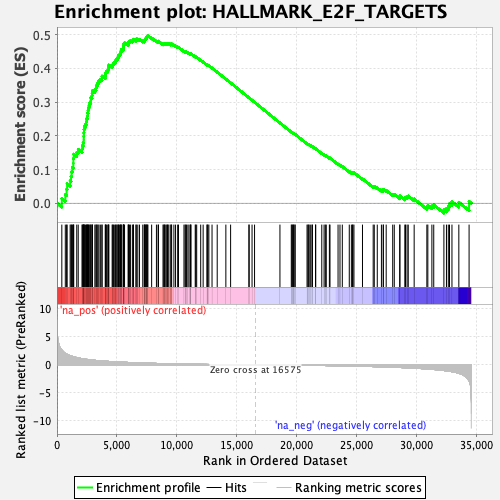 Enrichment plot: HALLMARK_E2F_TARGETS
Enrichment score (ES)
0.5
0.4
0.3
0.2
0.1
0.0
'na_pos' (positively correlated)
Ranked list metric (PreRanked)
10
5
0
-5
-10
Zero cross at 16575
'na_neg' (negatively correlated)
0 5,000 10,000 15,000 20,000 25,000 30,000 35,000
Rank in Ordered Dataset
Enrichment profile Hits Ranking metric scores